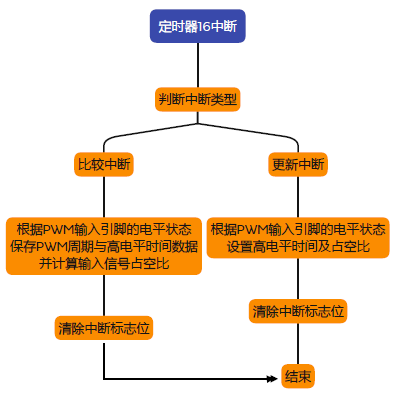 定时器16中断
判断中断类型
比较中断
更新中断
根据PWM输入引脚的电平状态
保存PWM周期与高电平时间数据
并计算输入信号占空比
根据PWM输入引脚的电平状态
设置高电平时间及占空比
清除中断标志位
清除中断标志位
结束